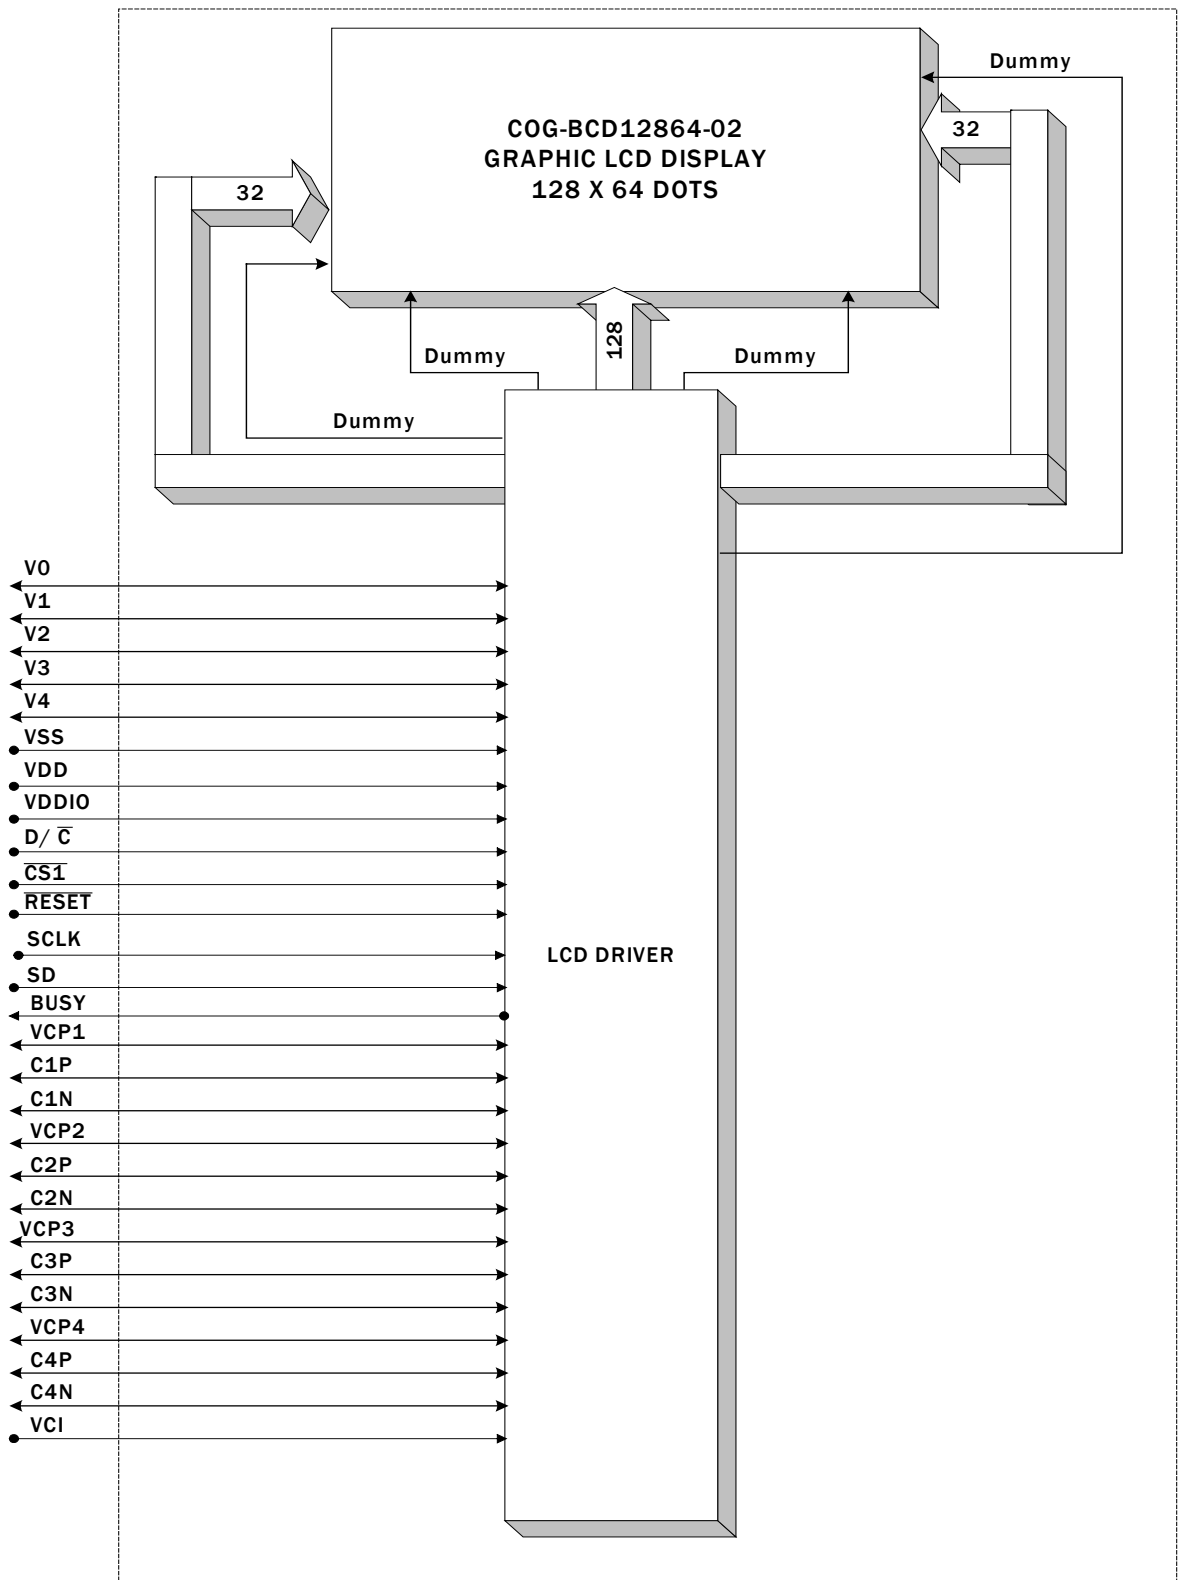 Dummy
COG-BCD12864-02
GRAPHIC LCD DISPLAY
128 X 64 DOTS
32
32
128
Dummy
Dummy
Dummy
V0
V1
V2
V3
V4
VSS
VDD
VDDIO
D/ C̅
C̅S̅1̅
R̅E̅S̅E̅T̅
SCLK
LCD DRIVER
SD
BUSY
VCP1
C1P
C1N
VCP2
C2P
C2N
VCP3
C3P
C3N
VCP4
C4P
C4N
VCI